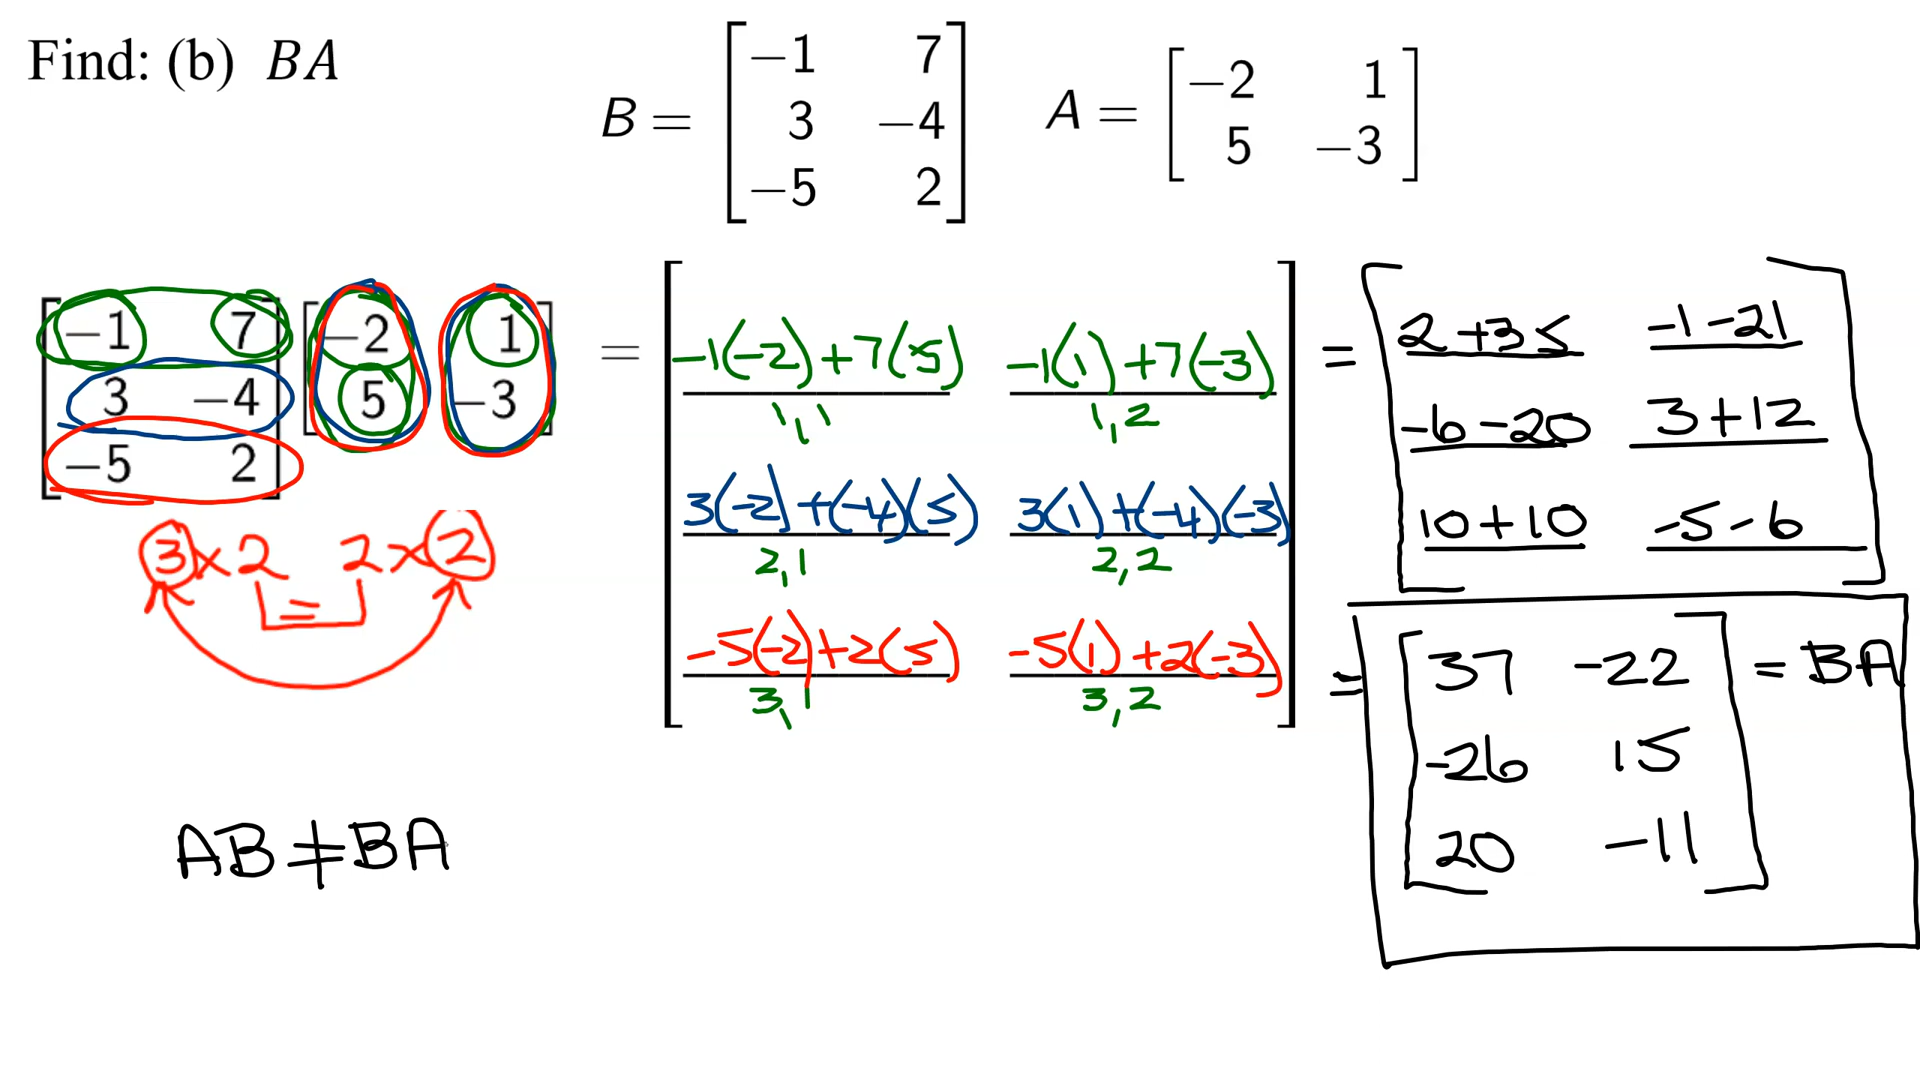 Find: (b) BA
B = [ −1 7
3 −4
−5 2 ]
A = [ −2 1
5 −3 ]
[ −1 7
3 −4
−5 2 ]
[ −2 1
5 −3 ]
=
[ -1(-2)+7(5) -1(1)+7(-3)
1,1 1,2
3(-2)+(-4)(5) 3(1)+(-4)(-3)
2,1 2,2
-5(-2)+2(5) -5(1)+2(-3) ]
3,1 3,2
= [ 2+35 -1-21
-6-20 3+12
10+10 -5-6 ]
= [ 37 -22
-26 15
20 -11 ] = BA
3x2 2x2
=
AB ≠ BA